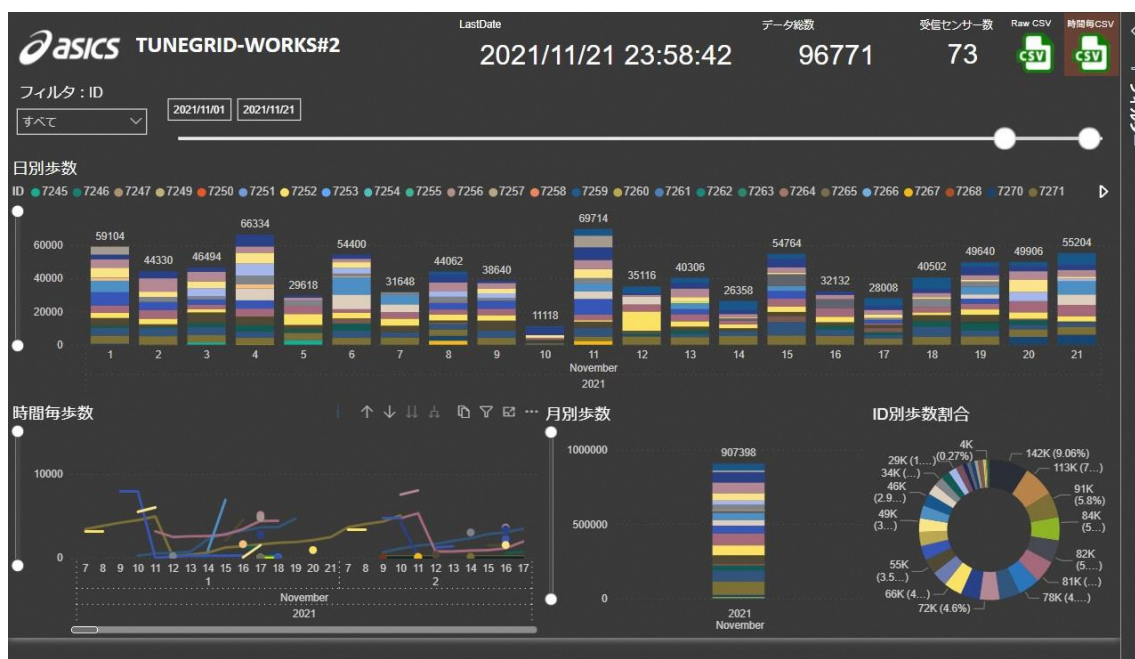 asics TUNEGRID-WORKS#2
LastDate
2021/11/21 23:58:42
データ総数
96771
受信センサー数
73
Raw CSV
CSV
時間毎CSV
CSV
フィルタ : ID
すべて
2021/11/01 2021/11/21
日別歩数
ID 7245 7246 7247 7249 7250 7251 7252 7253 7254 7255 7256 7257 7258 7259 7260 7261 7262 7263 7264 7265 7266 7267 7268 7270 7271
60000
40000
20000
0
59104 44330 46494 66334 29618 54400 31648 44062 38640 11118 69714 35116 40306 26358 54764 32132 28008 40502 49640 49906 55204
1 2 3 4 5 6 7 8 9 10 11 12 13 14 15 16 17 18 19 20 21
November
2021
時間毎歩数
10000
0
7 8 9 10 11 12 13 14 15 16 17 18 19 20 21 7 8 9 10 11 12 13 14 15 16 17
1 2
November
2021
月別歩数
1000000
500000
0
907398
2021
November
ID別歩数割合
4K
(0.27%)
142K (9.06%)
113K (7...)
91K
(5.8%)
84K
(5...)
82K
(5....)
81K (...)
78K (4....)
72K (4.6%)
66K (4...)
55K
(3.5...)
49K
(3...)
46K
(2.9...)
34K (...)
29K (1....)